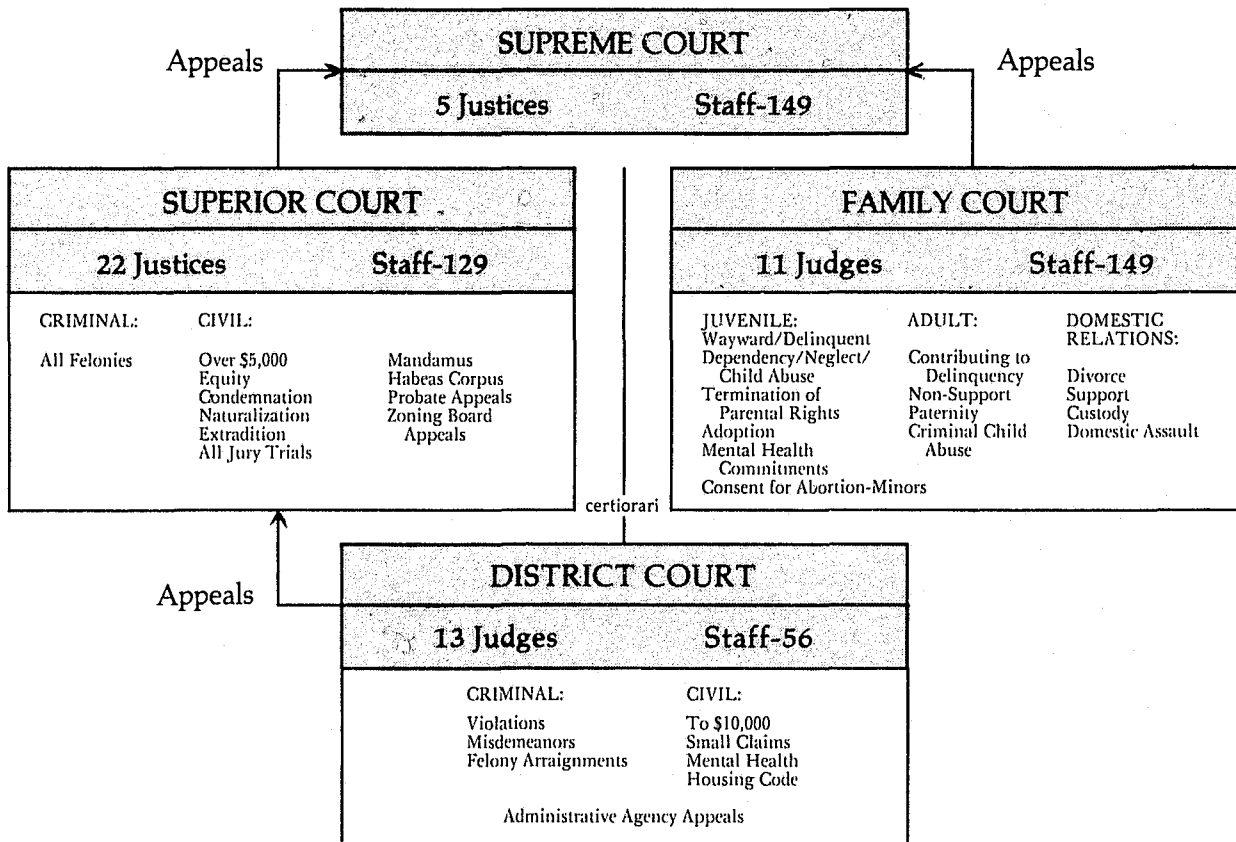 SUPREME COURT
Appeals
Appeals
5 Justices Staff-149
SUPERIOR COURT
22 Justices Staff-129
CRIMINAL: CIVIL:
All Felonies Over $5,000 Mandamus
Equity Habeas Corpus
Condemnation Probate Appeals
Naturalization Zoning Board
Extradition Appeals
All Jury Trials
FAMILY COURT
11 Judges Staff-149
JUVENILE: ADULT: DOMESTIC
Wayward/Delinquent RELATIONS:
Dependency/Neglect/ Contributing to
Child Abuse Delinquency Divorce
Termination of Non-Support Support
Parental Rights Paternity Custody
Adoption Criminal Child Domestic Assault
Mental Health Abuse
Commitments
Consent for Abortion-Minors
certiorari
Appeals
DISTRICT COURT
13 Judges Staff-56
CRIMINAL: CIVIL:
Violations To $10,000
Misdemeanors Small Claims
Felony Arraignments Mental Health
Housing Code
Administrative Agency Appeals